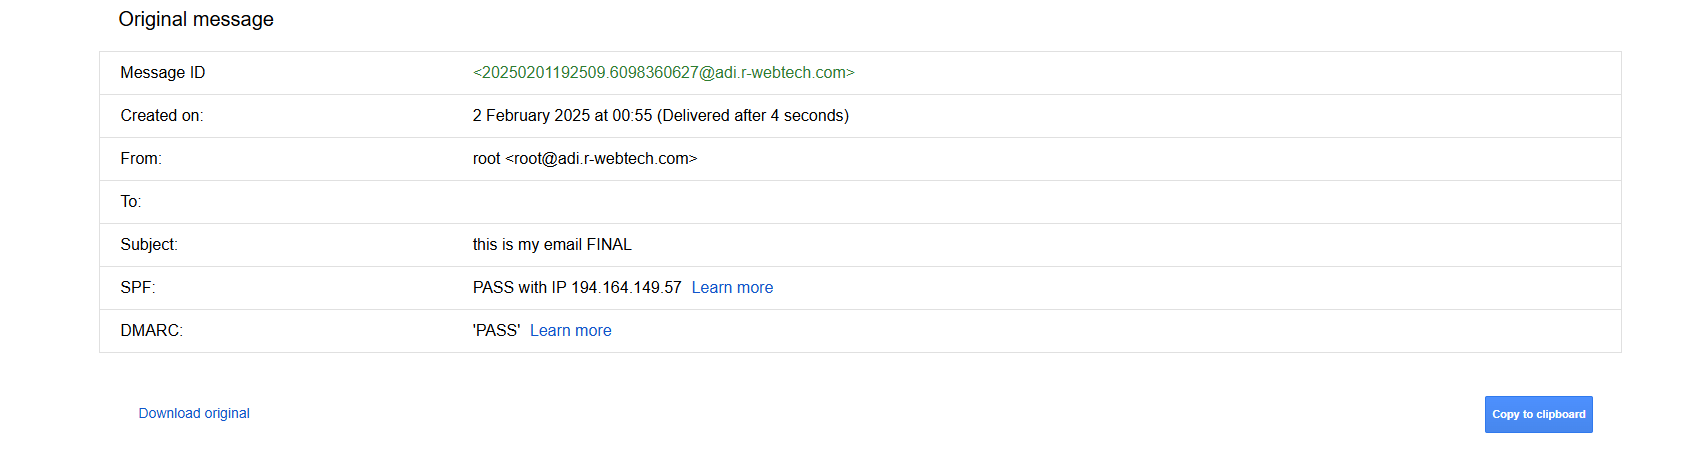 Original message
Message ID <20250201192509.6098360627@adi.r-webtech.com>
Created on: 2 February 2025 at 00:55 (Delivered after 4 seconds)
From: root <root@adi.r-webtech.com>
To:
Subject: this is my email FINAL
SPF: PASS with IP 194.164.149.57 Learn more
DMARC: 'PASS' Learn more
Download original Copy to clipboard